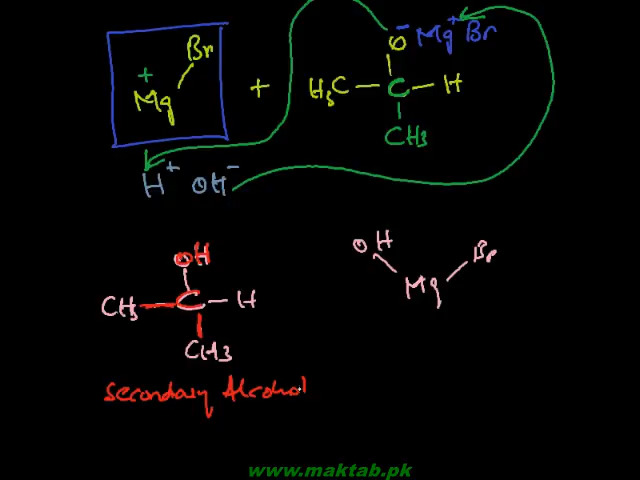 Br
O⁻ Mg⁺ Br
⁺Mg + H3C — C — H
CH3
H⁺ OH⁻
OH
OH Br
CH3 — C — H
Mg
CH3
Secondary Alcohol
www.maktab.pk